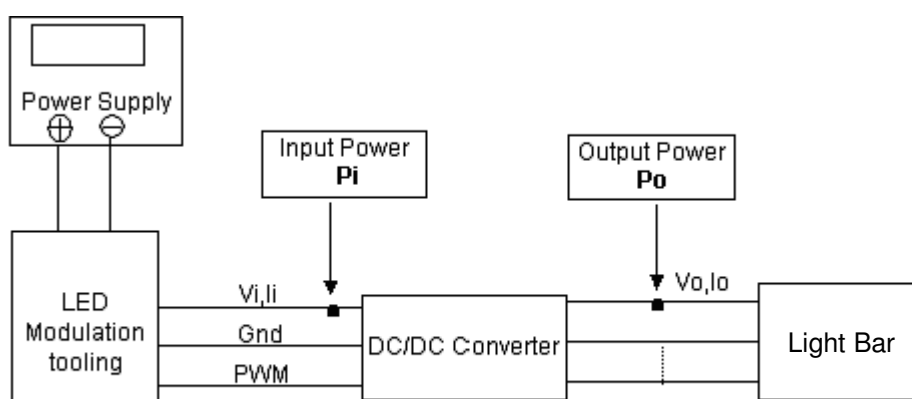 Power Supply
Input Power
Pi
Output Power
Po
LED
Modulation
tooling
Vi,Ii
Gnd
PWM
DC/DC Converter
Vo,Io
Light Bar